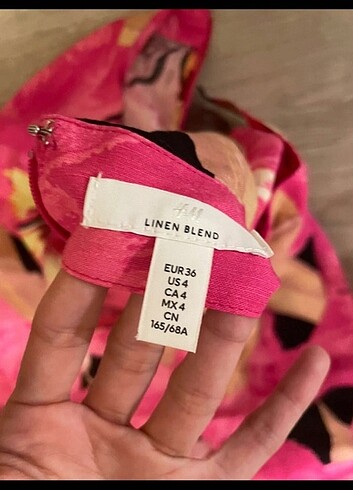 H&M
LINEN BLEND
EUR 36
US 4
CA 4
MX 4
CN
165/68A